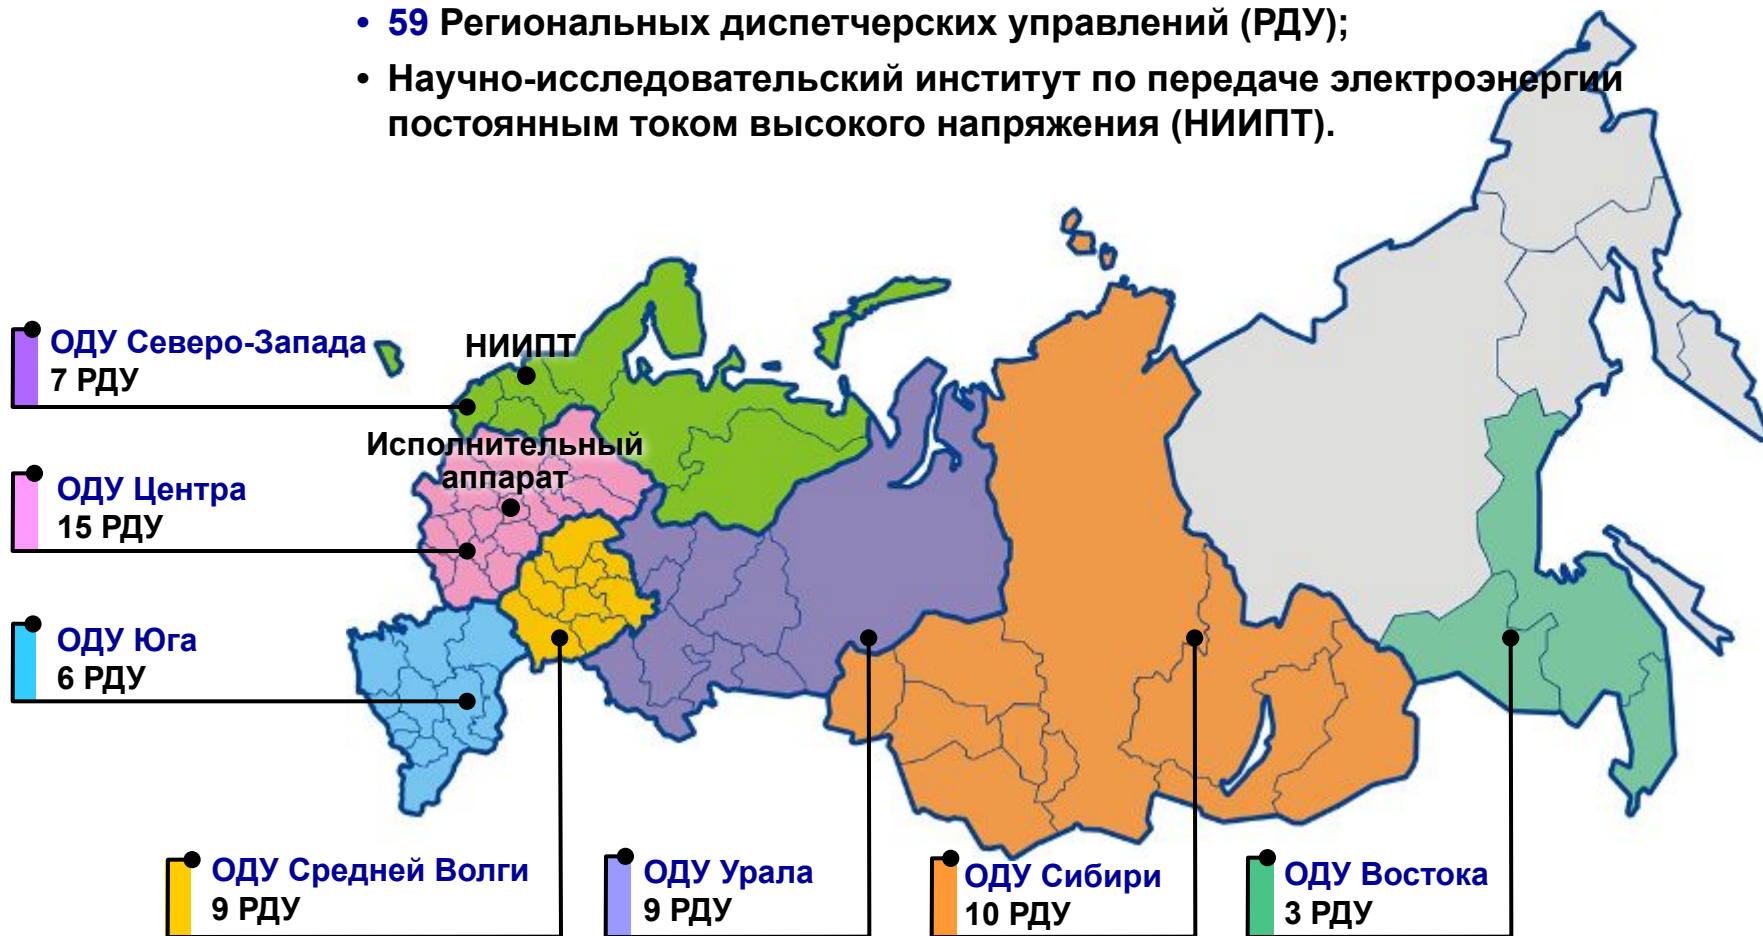 • 59 Региональных диспетчерских управлений (РДУ);
• Научно-исследовательский институт по передаче электроэнергии
постоянным током высокого напряжения (НИИПТ).
ОДУ Северо-Запада
7 РДУ
НИИПТ
Исполнительный
аппарат
ОДУ Центра
15 РДУ
ОДУ Юга
6 РДУ
ОДУ Средней Волги
9 РДУ
ОДУ Урала
9 РДУ
ОДУ Сибири
10 РДУ
ОДУ Востока
3 РДУ